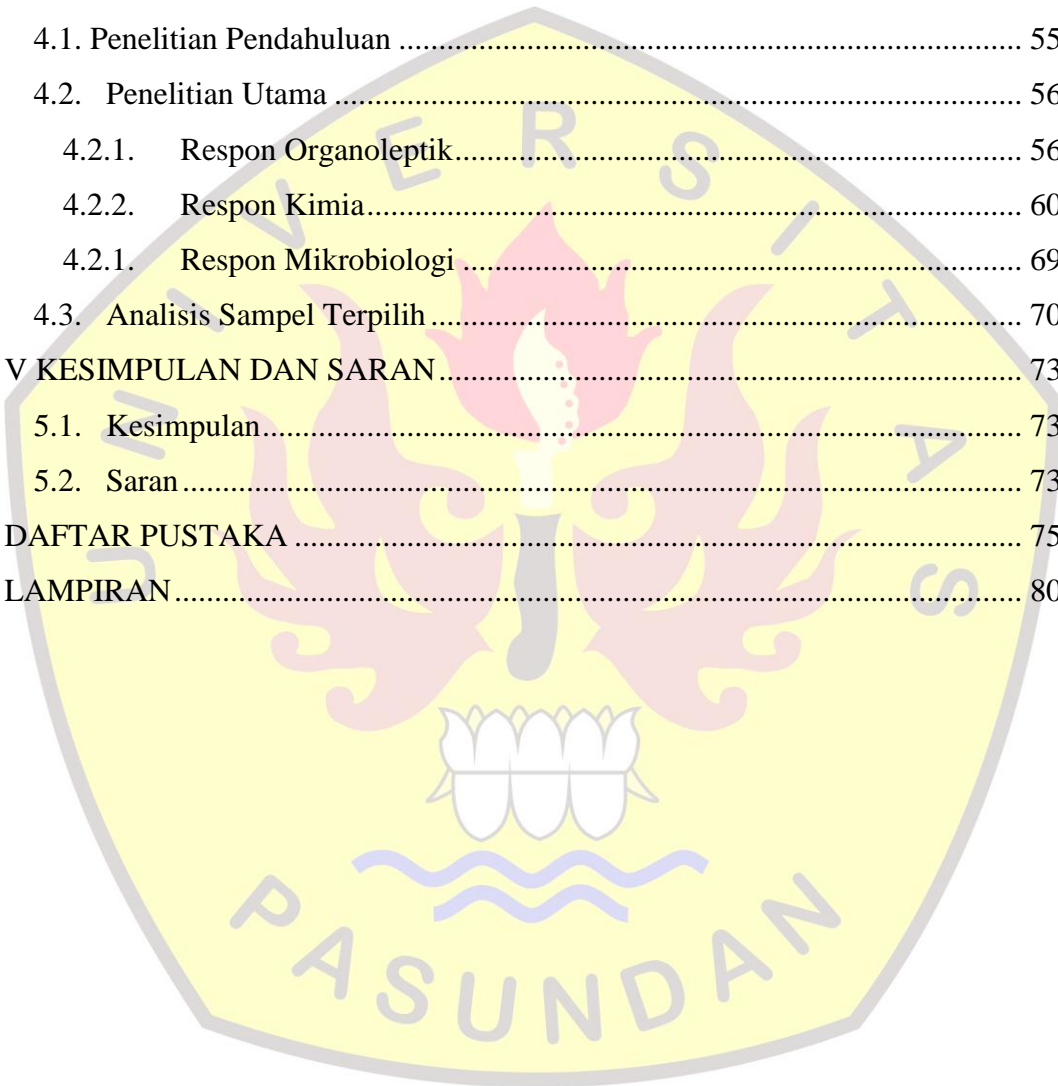 4.1. Penelitian Pendahuluan ............................................................................... 55
4.2. Penelitian Utama ....................................................................................... 56
4.2.1. Respon Organoleptik........................................................................ 56
4.2.2. Respon Kimia................................................................................... 60
4.2.1. Respon Mikrobiologi ....................................................................... 69
4.3. Analisis Sampel Terpilih ........................................................................... 70
V KESIMPULAN DAN SARAN.......................................................................... 73
5.1. Kesimpulan................................................................................................ 73
5.2. Saran .......................................................................................................... 73
DAFTAR PUSTAKA ............................................................................................ 75
LAMPIRAN ........................................................................................................... 80
UNIVERSITAS
PASUNDAN